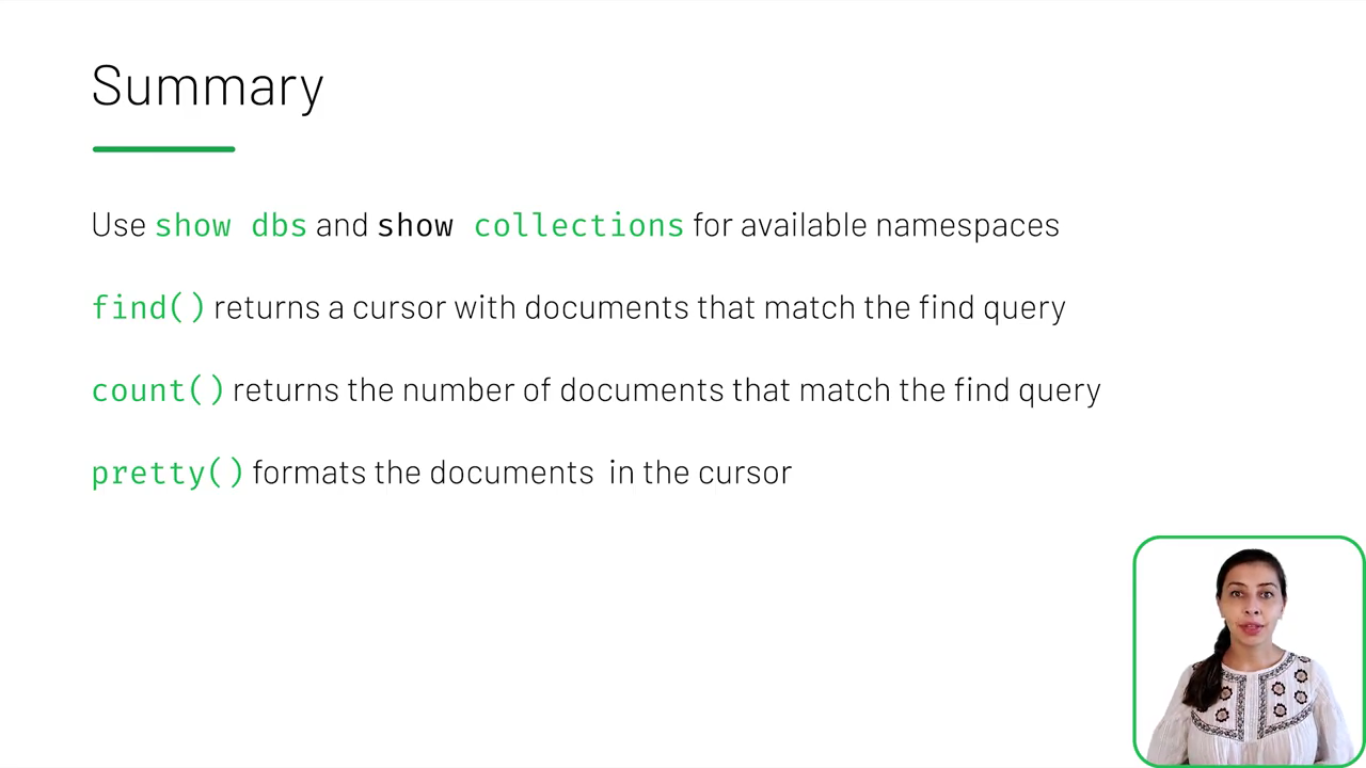 Summary
Use show dbs and show collections for available namespaces
find() returns a cursor with documents that match the find query
count() returns the number of documents that match the find query
pretty() formats the documents in the cursor